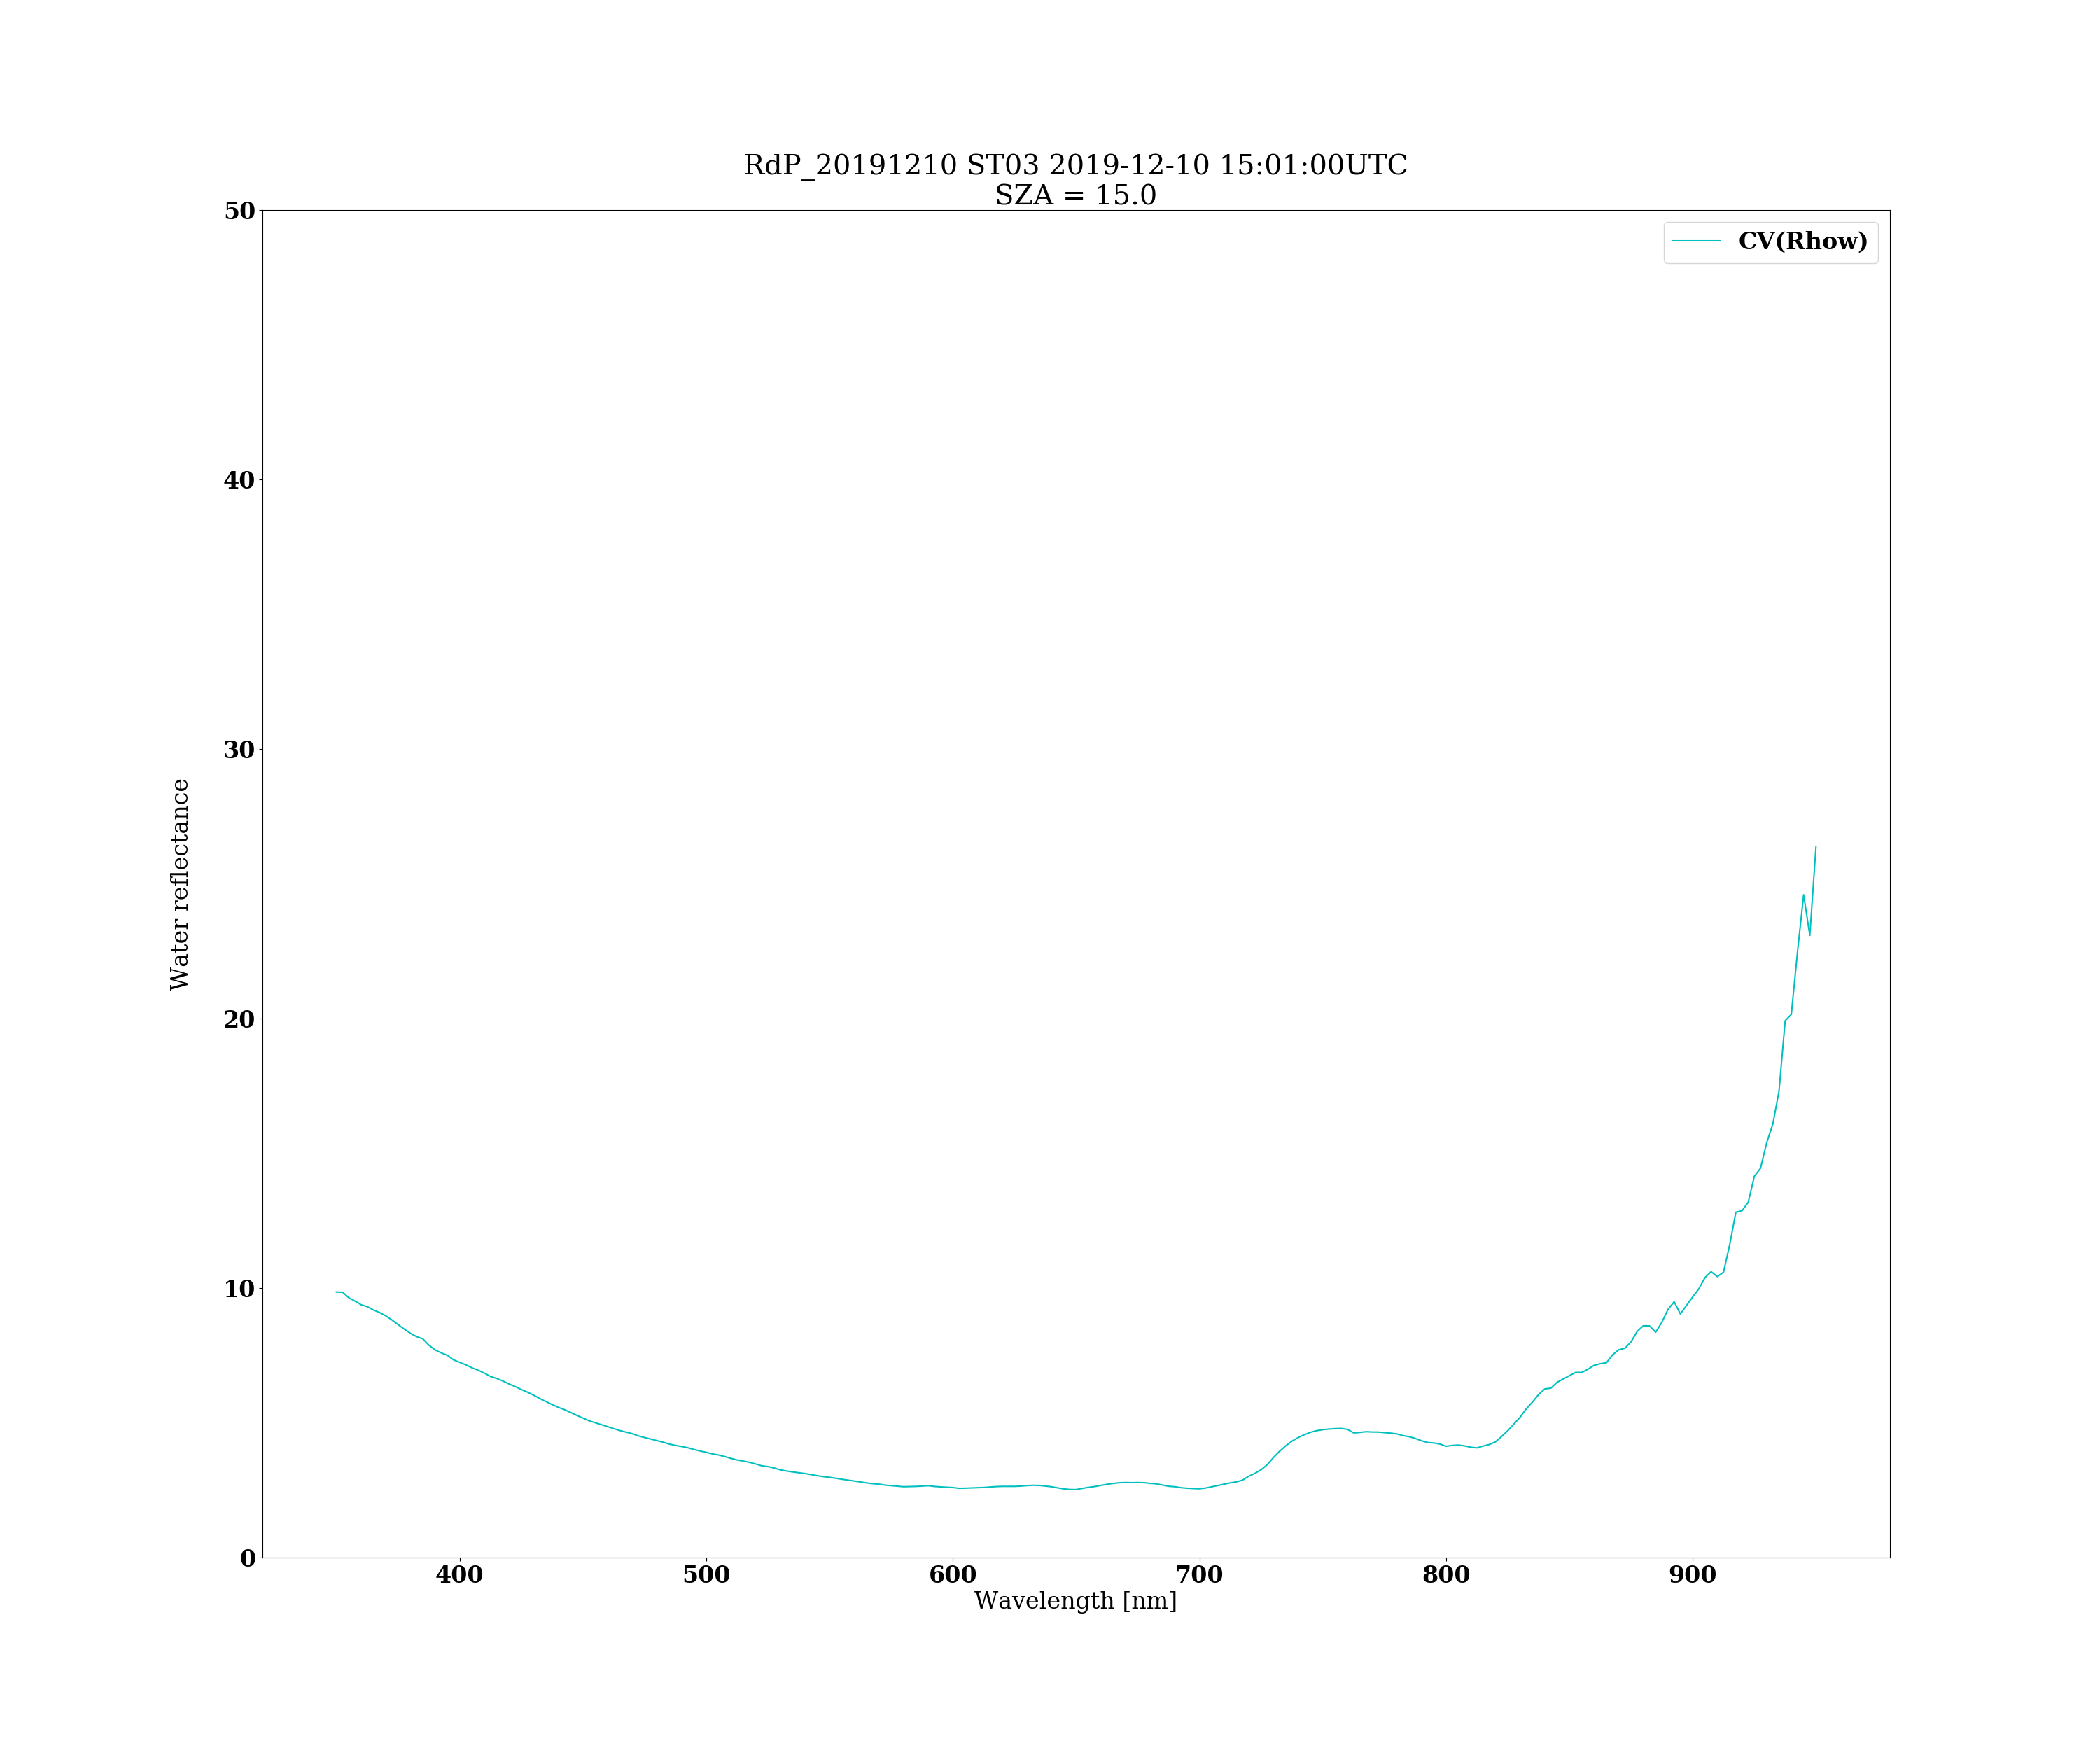 RdP_20191210 ST03 2019-12-10 15:01:00UTC
SZA = 15.0
CV(Rhow)
50
40
30
20
10
0
Water reflectance
400 500 600 700 800 900
Wavelength [nm]